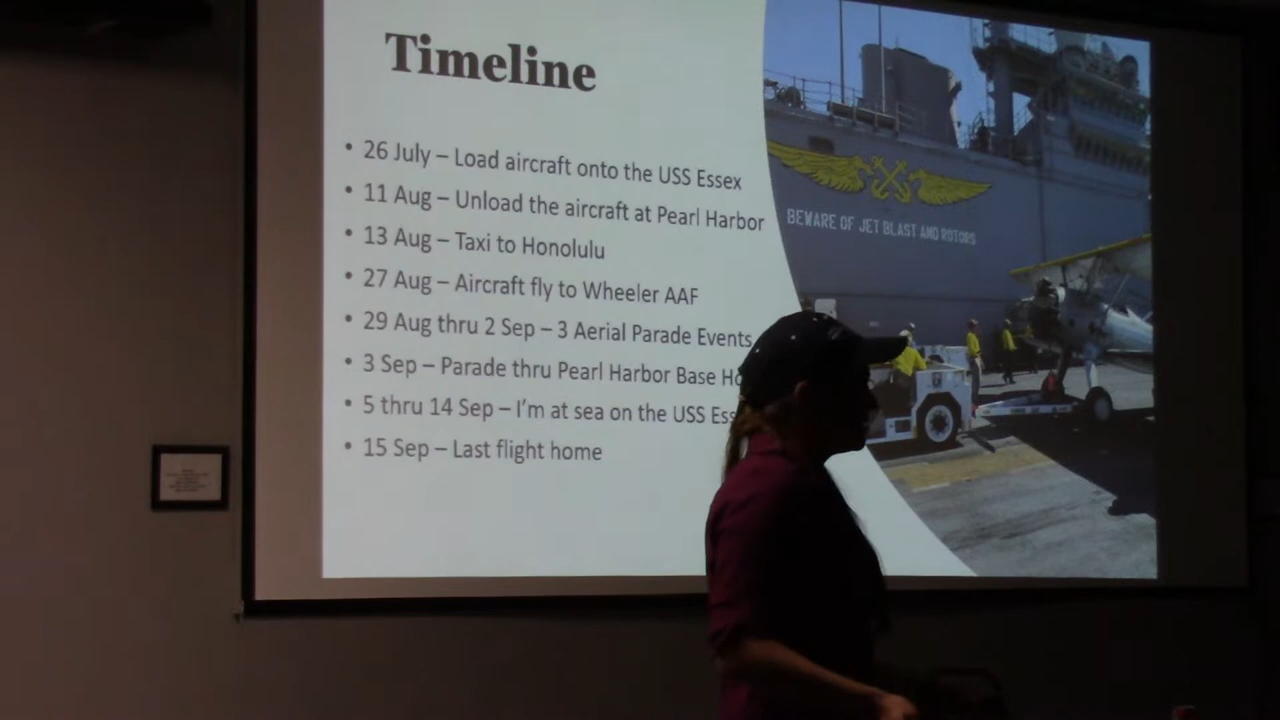 Timeline
• 26 July – Load aircraft onto the USS Essex
• 11 Aug – Unload the aircraft at Pearl Harbor
• 13 Aug – Taxi to Honolulu
• 27 Aug – Aircraft fly to Wheeler AAF
• 29 Aug thru 2 Sep – 3 Aerial Parade Events
• 3 Sep – Parade thru Pearl Harbor Base
• 5 thru 14 Sep – I'm at sea on the USS
• 15 Sep – Last flight home
BEWARE OF JET BLAST AND ROTORS